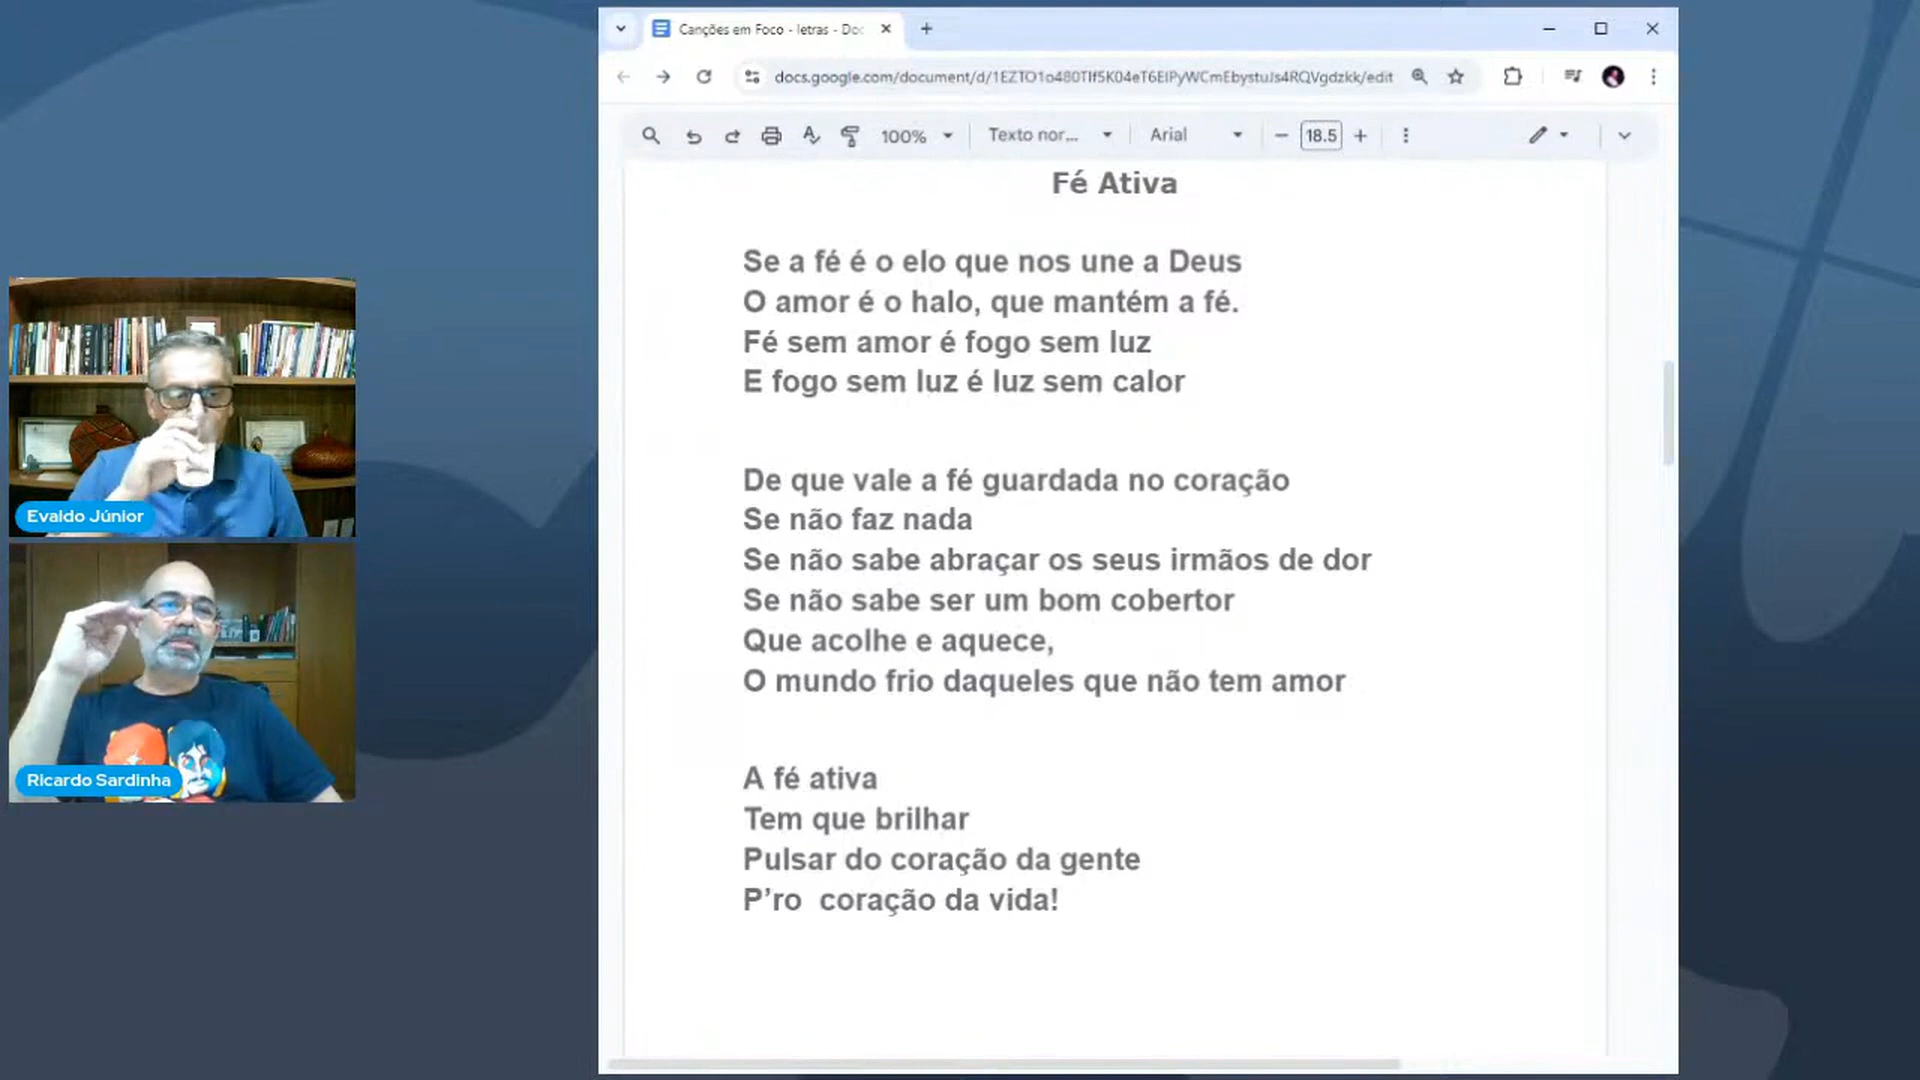 Canções em Foco - letras - Doc
docs.google.com/document/d/1EZTO1o480TIf5K04eT6EIPyWCmEbystuJs4RQVgdzkk/edit
100%
Texto nor...
Arial
18.5
Fé Ativa
Se a fé é o elo que nos une a Deus
O amor é o halo, que mantém a fé.
Fé sem amor é fogo sem luz
E fogo sem luz é luz sem calor
De que vale a fé guardada no coração
Se não faz nada
Se não sabe abraçar os seus irmãos de dor
Se não sabe ser um bom cobertor
Que acolhe e aquece,
O mundo frio daqueles que não tem amor
A fé ativa
Tem que brilhar
Pulsar do coração da gente
P’ro  coração da vida!
Evaldo Júnior
Ricardo Sardinha